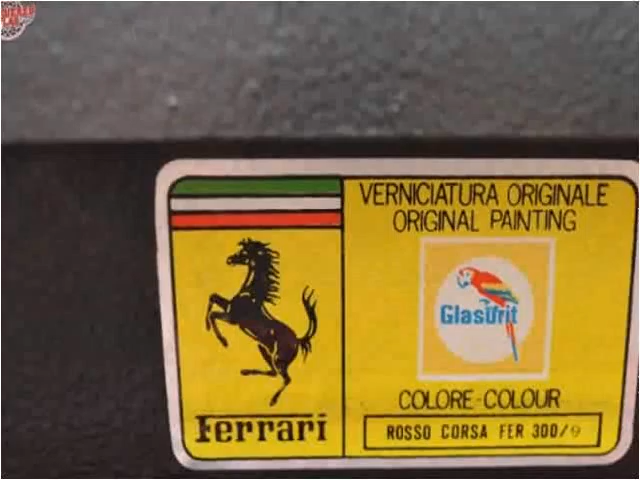 VERNICIATURA ORIGINALE
ORIGINAL PAINTING
Glasurit
COLORE-COLOUR
ROSSO CORSA FER 300/9
Ferrari